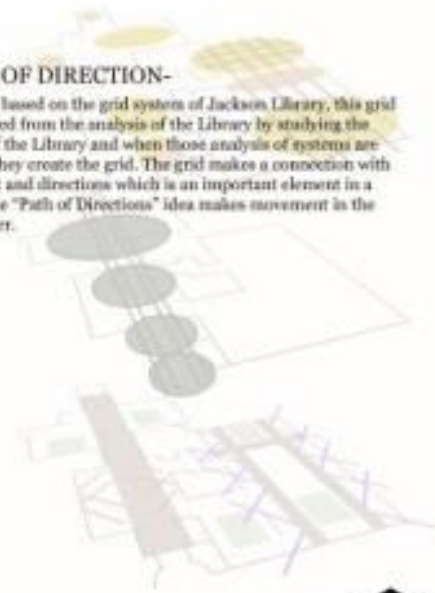 OF DIRECTION-
based on the grid system of Jackson Library, this grid
ed from the analysis of the Library by studying the
f the Library and when those analysis of systems are
hey create the grid. The grid makes a connection with
and directions which is an important element in a
e "Path of Directions" idea makes movement in the
er.